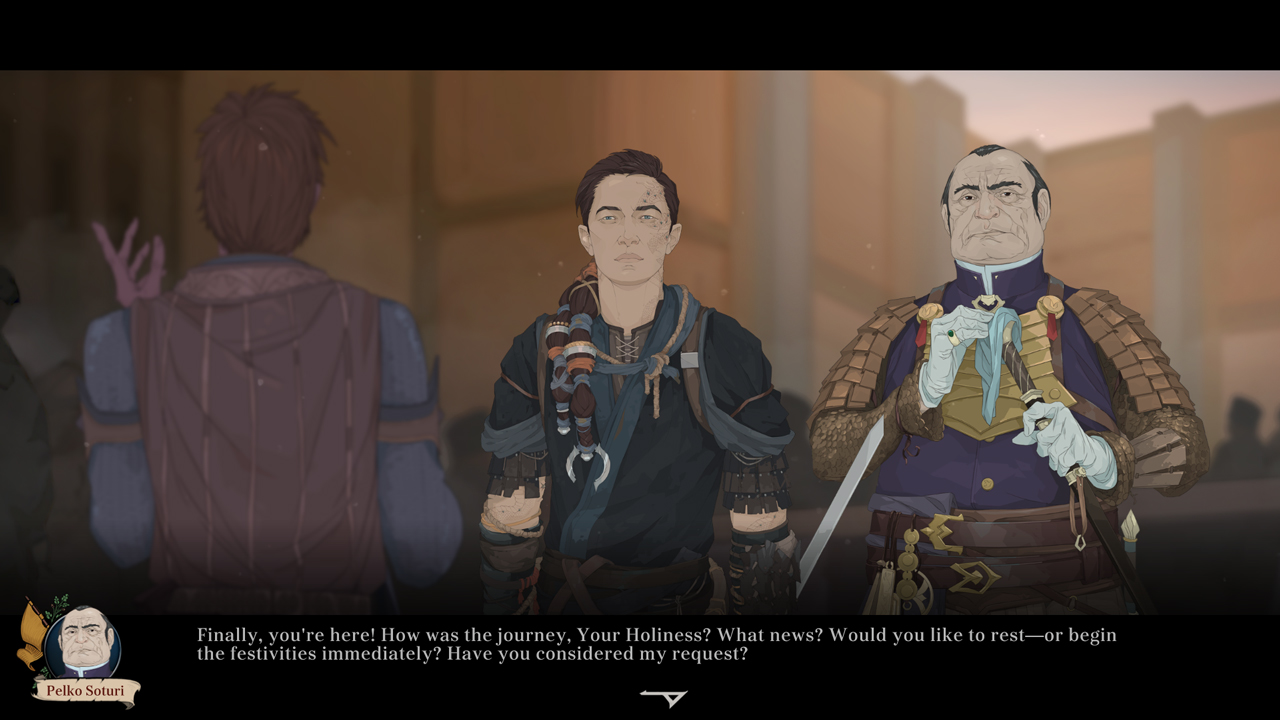 Finally, you're here! How was the journey, Your Holiness? What news? Would you like to rest—or begin
the festivities immediately? Have you considered my request?
Pelko Soturi